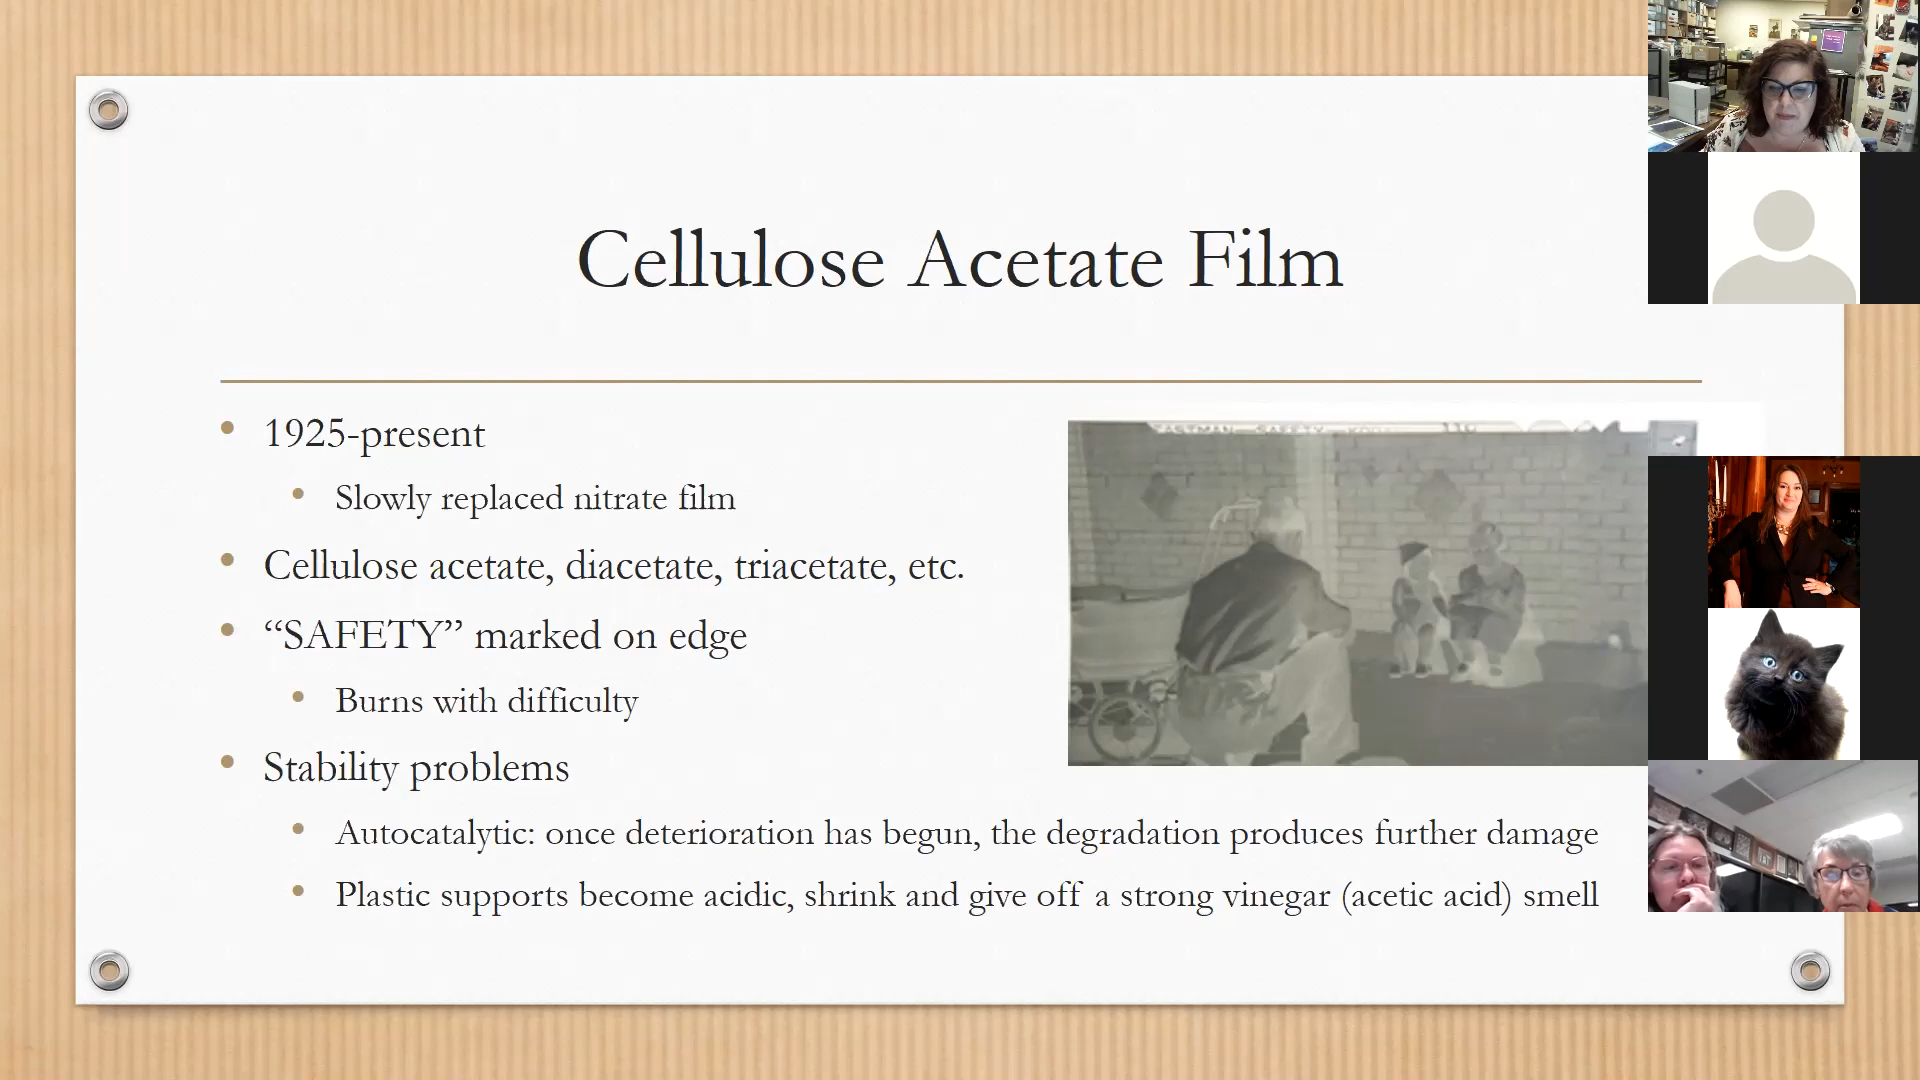 Cellulose Acetate Film
1925-present
Slowly replaced nitrate film
Cellulose acetate, diacetate, triacetate, etc.
“SAFETY” marked on edge
Burns with difficulty
Stability problems
Autocatalytic: once deterioration has begun, the degradation produces further damage
Plastic supports become acidic, shrink and give off a strong vinegar (acetic acid) smell
EASTMAN SAFETY